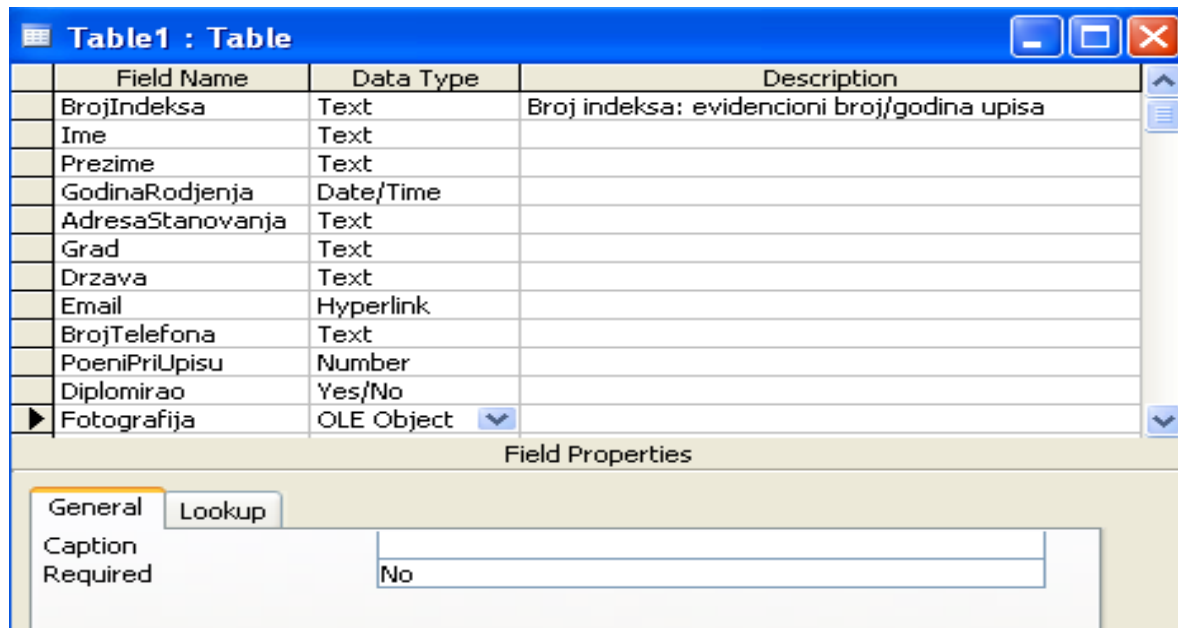 Table1 : Table
Field Name Data Type Description
BrojIndeksa Text Broj indeksa: evidencioni broj/godina upisa
Ime Text
Prezime Text
GodinaRodjenja Date/Time
AdresaStanovanja Text
Grad Text
Drzava Text
Email Hyperlink
BrojTelefona Text
PoeniPriUpisu Number
Diplomirao Yes/No
Fotografija OLE Object
Field Properties
General Lookup
Caption
Required No